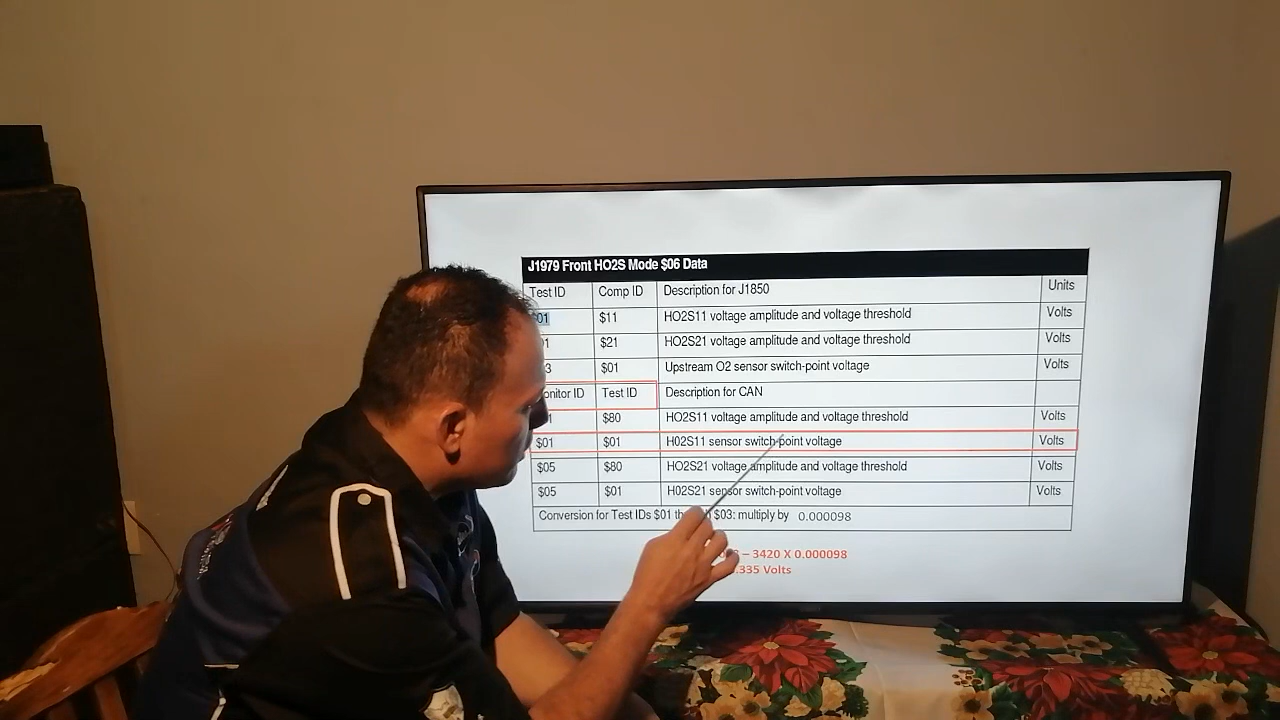 J1979 Front HO2S Mode $06 Data
Test ID Comp ID Description for J1850 Units
$11 HO2S11 voltage amplitude and voltage threshold Volts
$21 HO2S21 voltage amplitude and voltage threshold Volts
$01 Upstream O2 sensor switch-point voltage Volts
ID Test ID Description for CAN
$80 HO2S11 voltage amplitude and voltage threshold Volts
$01 $01 H02S11 sensor switch-point voltage Volts
$05 $80 HO2S21 voltage amplitude and voltage threshold Volts
$05 $01 H02S21 sensor switch-point voltage Volts
Conversion for Test IDs $01 $03: multiply by 0.000098
– 3420 X 0.000098
.335 Volts